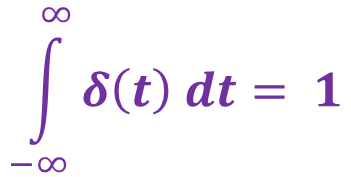 ∫_{-∞}^{∞} δ(t) dt = 1